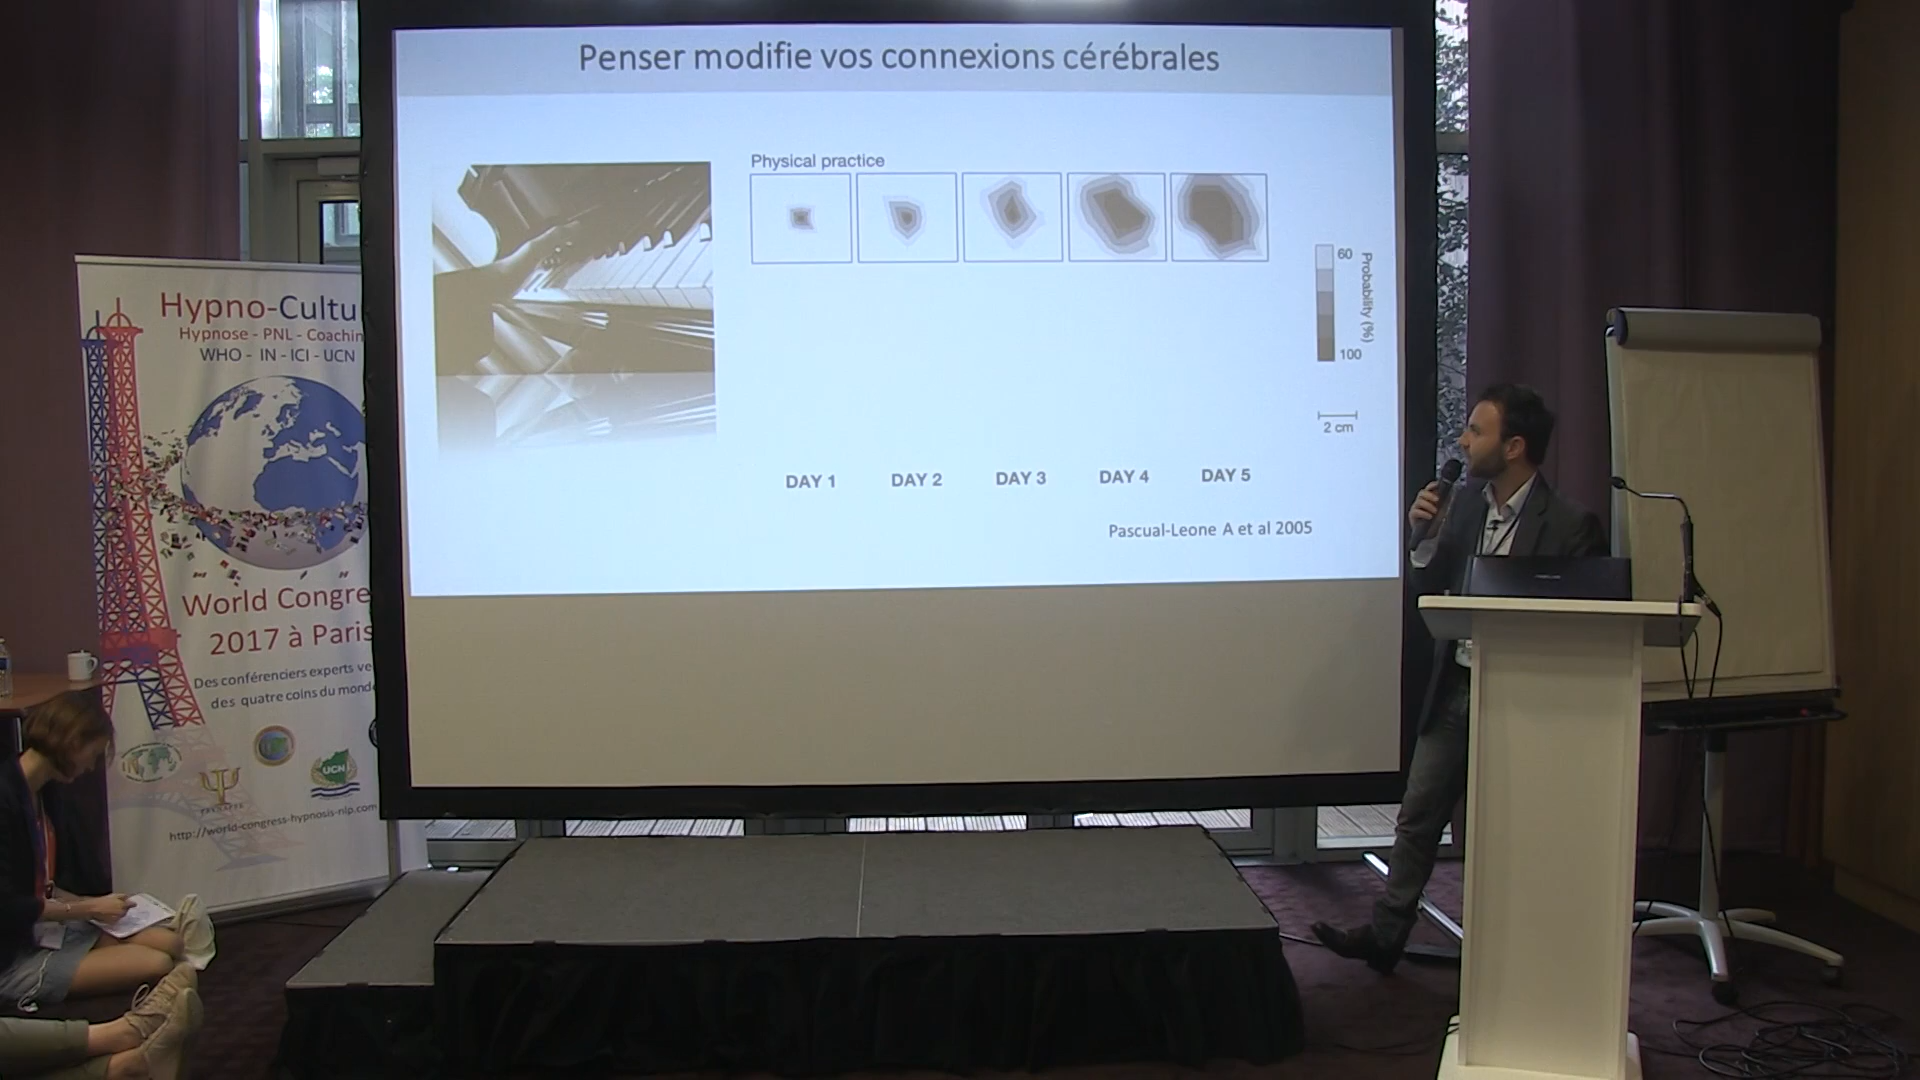 Penser modifie vos connexions cérébrales
Physical practice
60
100
Probability (%)
2 cm
DAY 1 DAY 2 DAY 3 DAY 4 DAY 5
Pascual-Leone A et al 2005
Hypno-Cultu
Hypnose - PNL - Coachin
WHO - IN - ICI - UCN
World Congre
2017 à Paris
Des conférenciers experts ve
des quatre coins du mond
UCN
http://world-congress-hypnosis-nlp.com